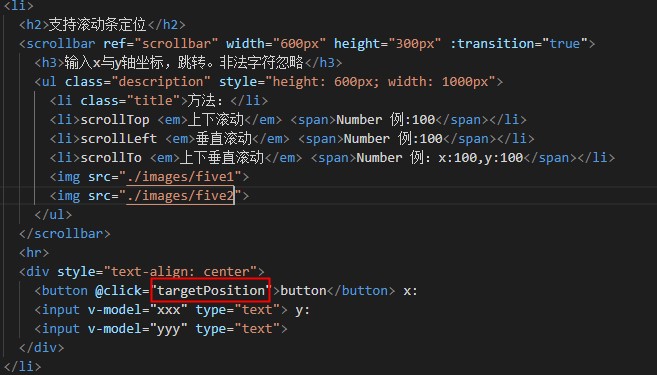 <li>
<h2>支持滚动条定位</h2>
<scrollbar ref="scrollbar" width="600px" height="300px" :transition="true">
<h3>输入x与y轴坐标，跳转。非法字符忽略</h3>
<ul class="description" style="height: 600px; width: 1000px">
<li class="title">方法：</li>
<li>scrollTop <em>上下滚动</em> <span>Number 例:100</span></li>
<li>scrollLeft <em>垂直滚动</em> <span>Number 例:100</span></li>
<li>scrollTo <em>上下垂直滚动</em> <span>Number 例：x:100,y:100</span></li>
<img src="./images/five1">
<img src="./images/five2">
</ul>
</scrollbar>
<hr>
<div style="text-align: center">
<button @click="targetPosition">button</button> x:
<input v-model="xxx" type="text"> y:
<input v-model="yyy" type="text">
</div>
</li>